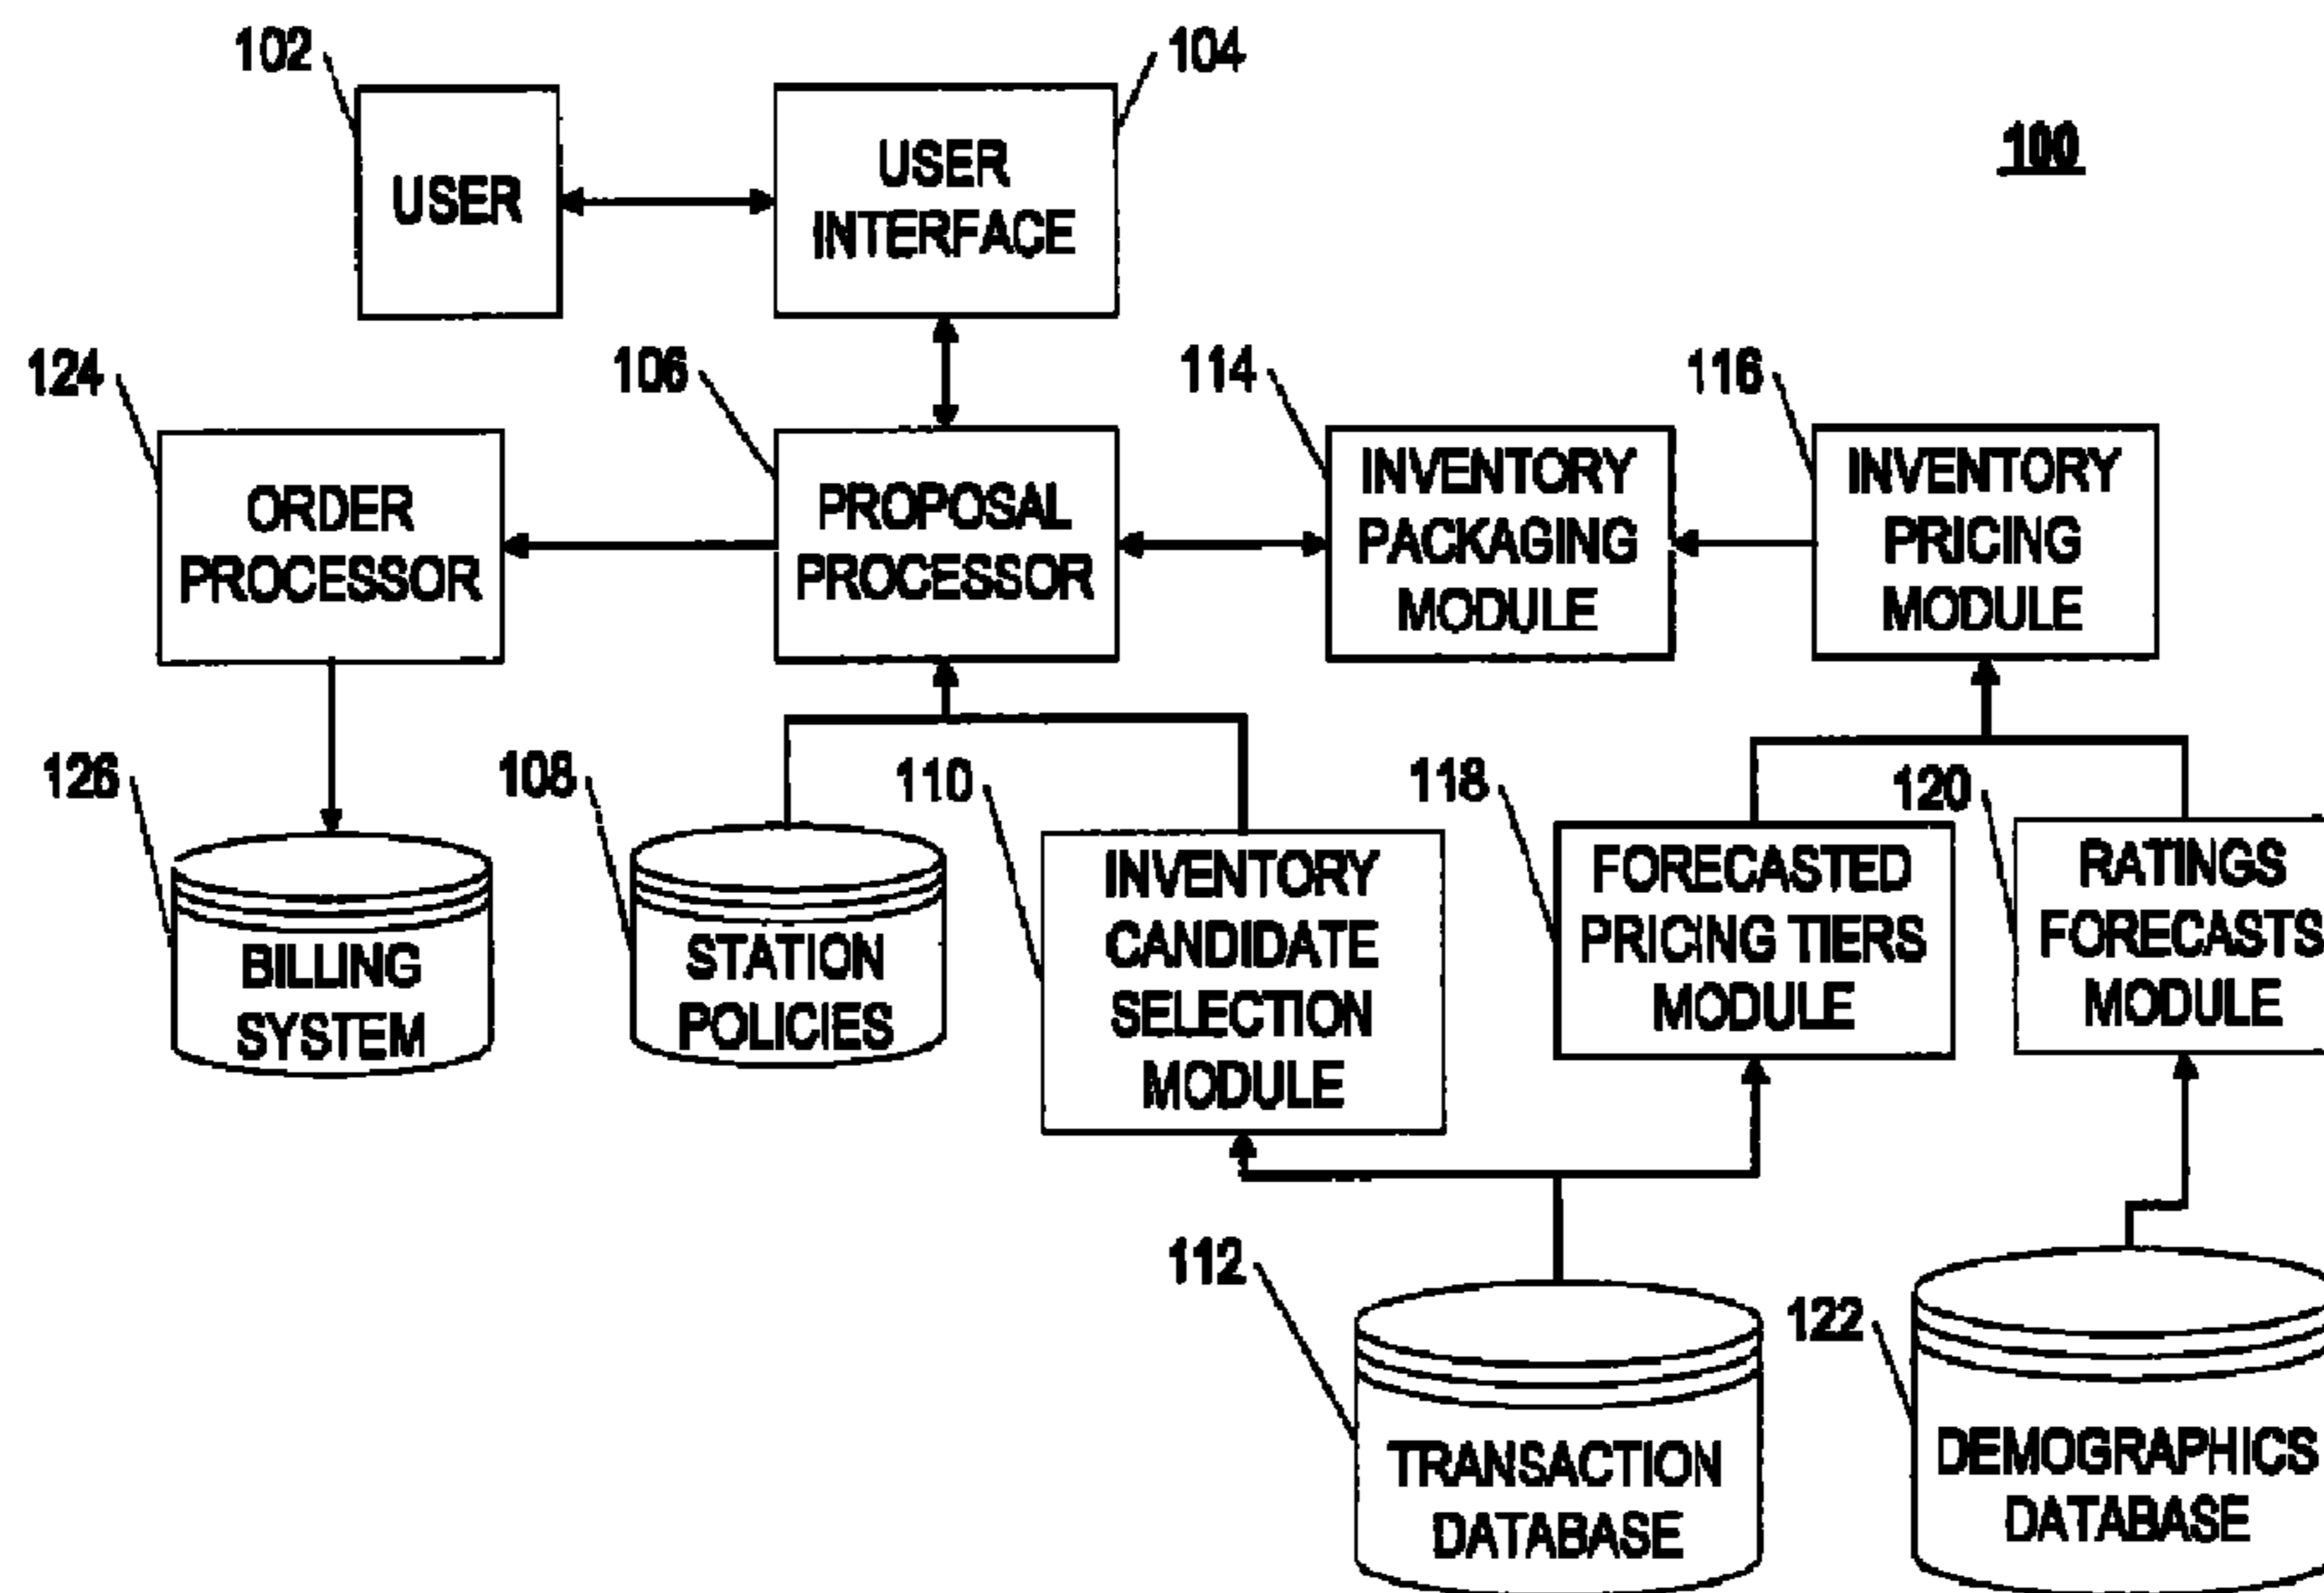 102
104
100
USER
USER
INTERFACE
124
106
114
116
ORDER
PROCESSOR
PROPOSAL
PROCESSOR
INVENTORY
PACKAGING
MODULE
INVENTORY
PRICING
MODULE
126
108
110
118
120
BILLING
SYSTEM
STATION
POLICIES
INVENTORY
CANDIDATE
SELECTION
MODULE
FORECASTED
PRICING TIERS
MODULE
RATINGS
FORECASTS
MODULE
112
122
TRANSACTION
DATABASE
DEMOGRAPHICS
DATABASE